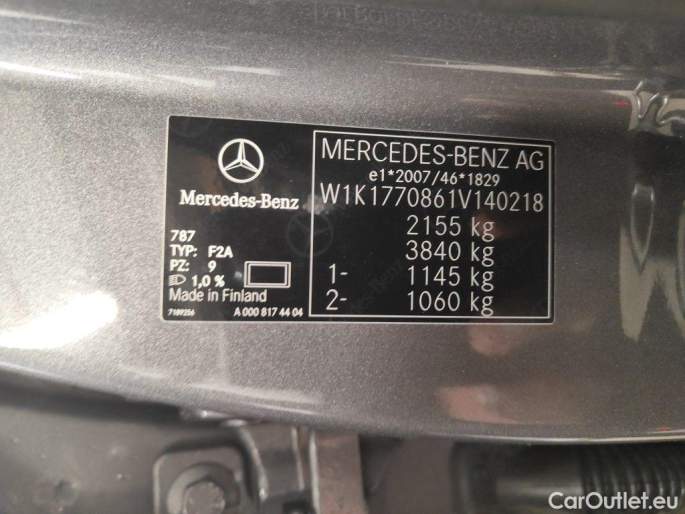 Mercedes-Benz
787
TYP: F2A
PZ: 9
1,0 %
Made in Finland
7189256
A 000 817 44 04
MERCEDES-BENZ AG
e1*2007/46*1829
W1K1770861V140218
2155 kg
3840 kg
1- 1145 kg
2- 1060 kg
CarOutlet.eu